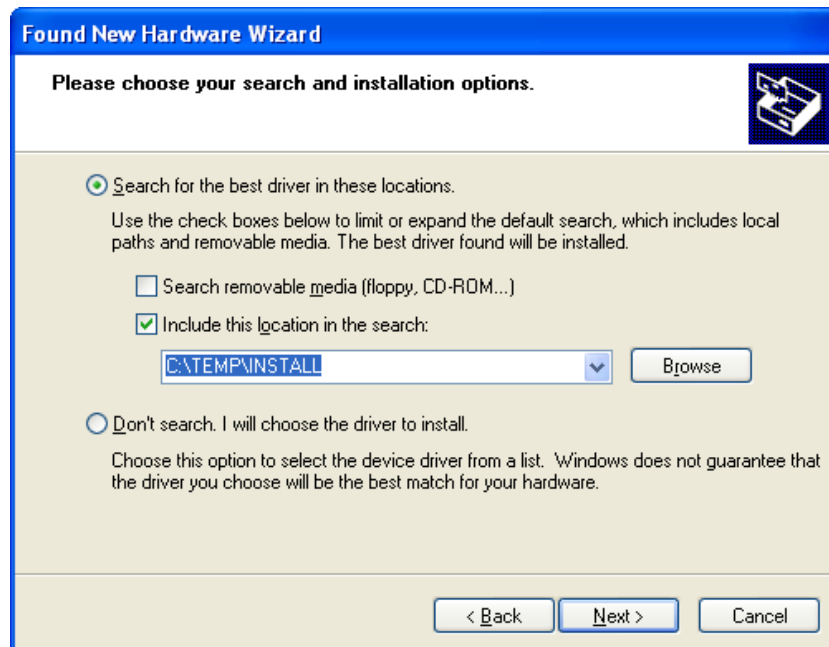 Found New Hardware Wizard
Please choose your search and installation options.
Search for the best driver in these locations.
Use the check boxes below to limit or expand the default search, which includes local
paths and removable media. The best driver found will be installed.
Search removable media (floppy, CD-ROM...)
Include this location in the search:
C:\TEMP\INSTALL
Browse
Don't search. I will choose the driver to install.
Choose this option to select the device driver from a list. Windows does not guarantee that
the driver you choose will be the best match for your hardware.
< Back Next > Cancel